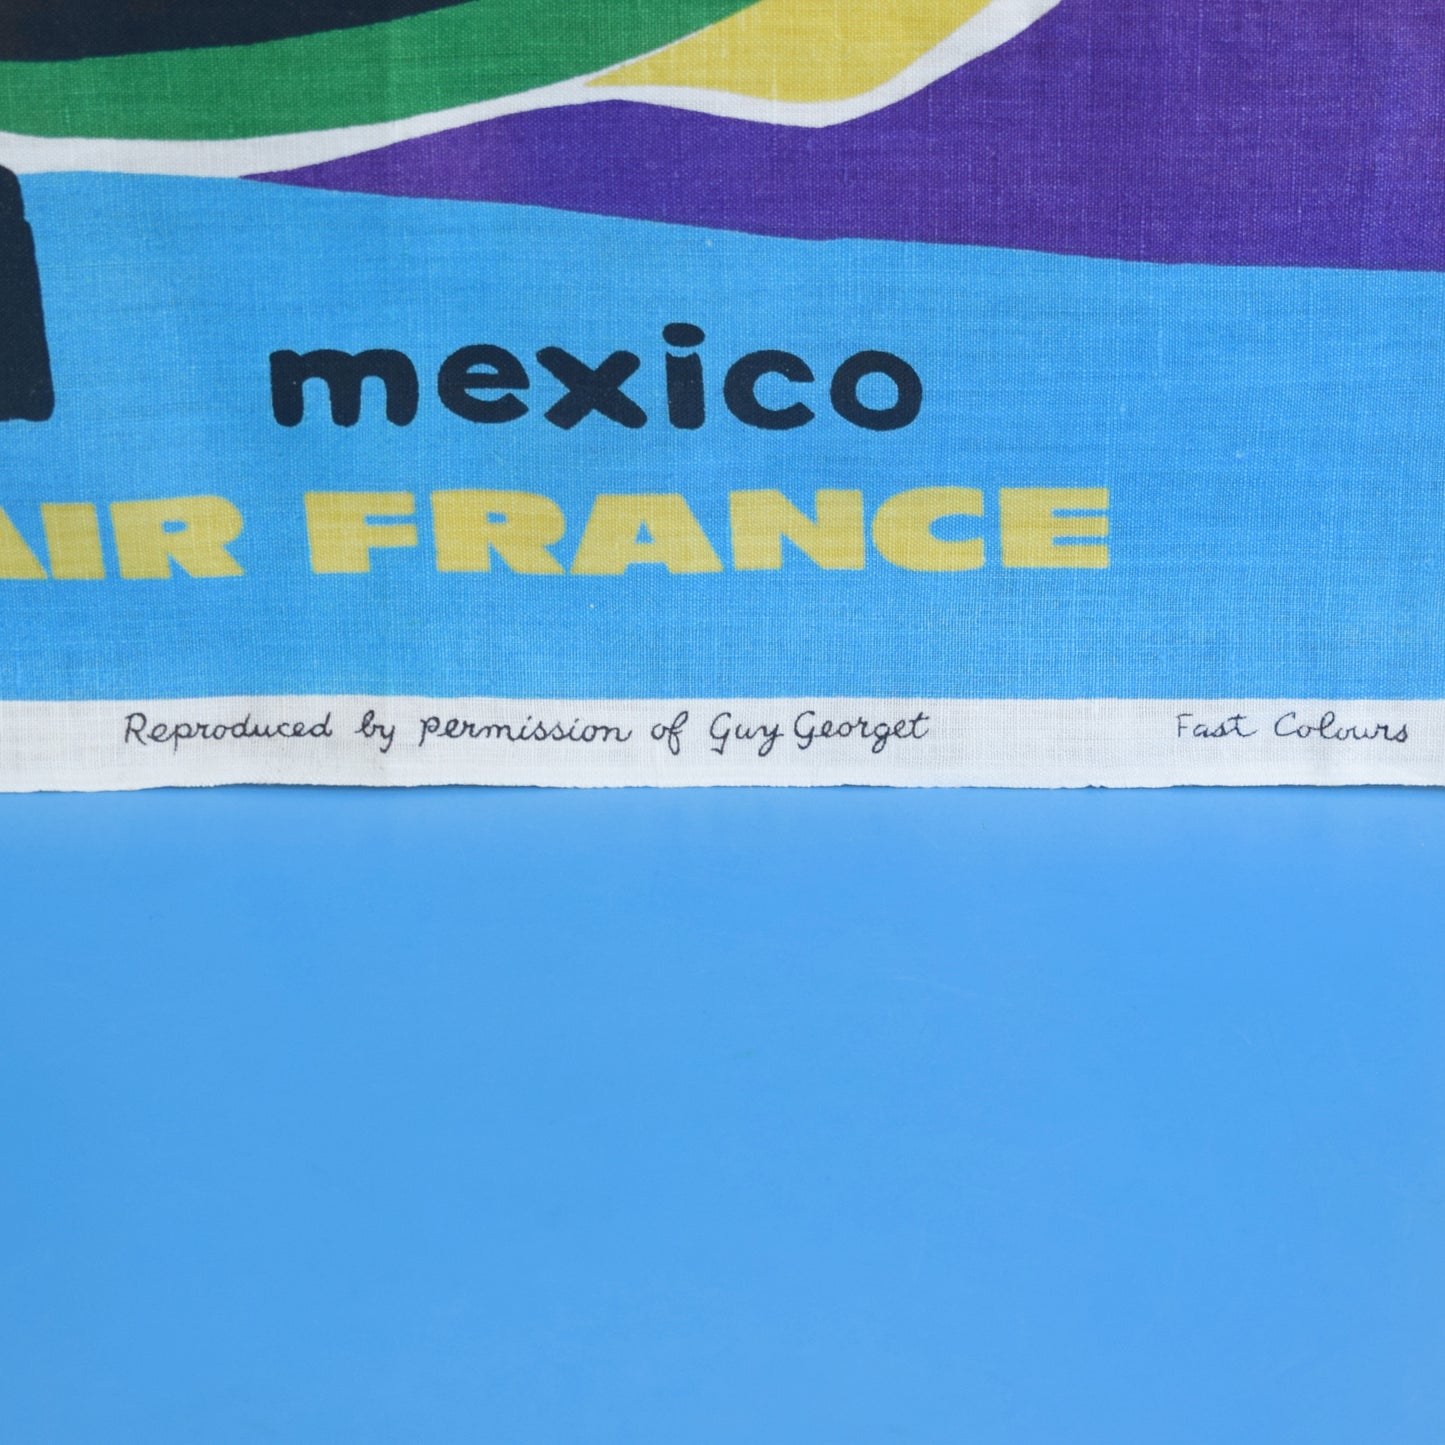 mexico
AIR FRANCE
Reproduced by permission of Guy Georget Fast Colours